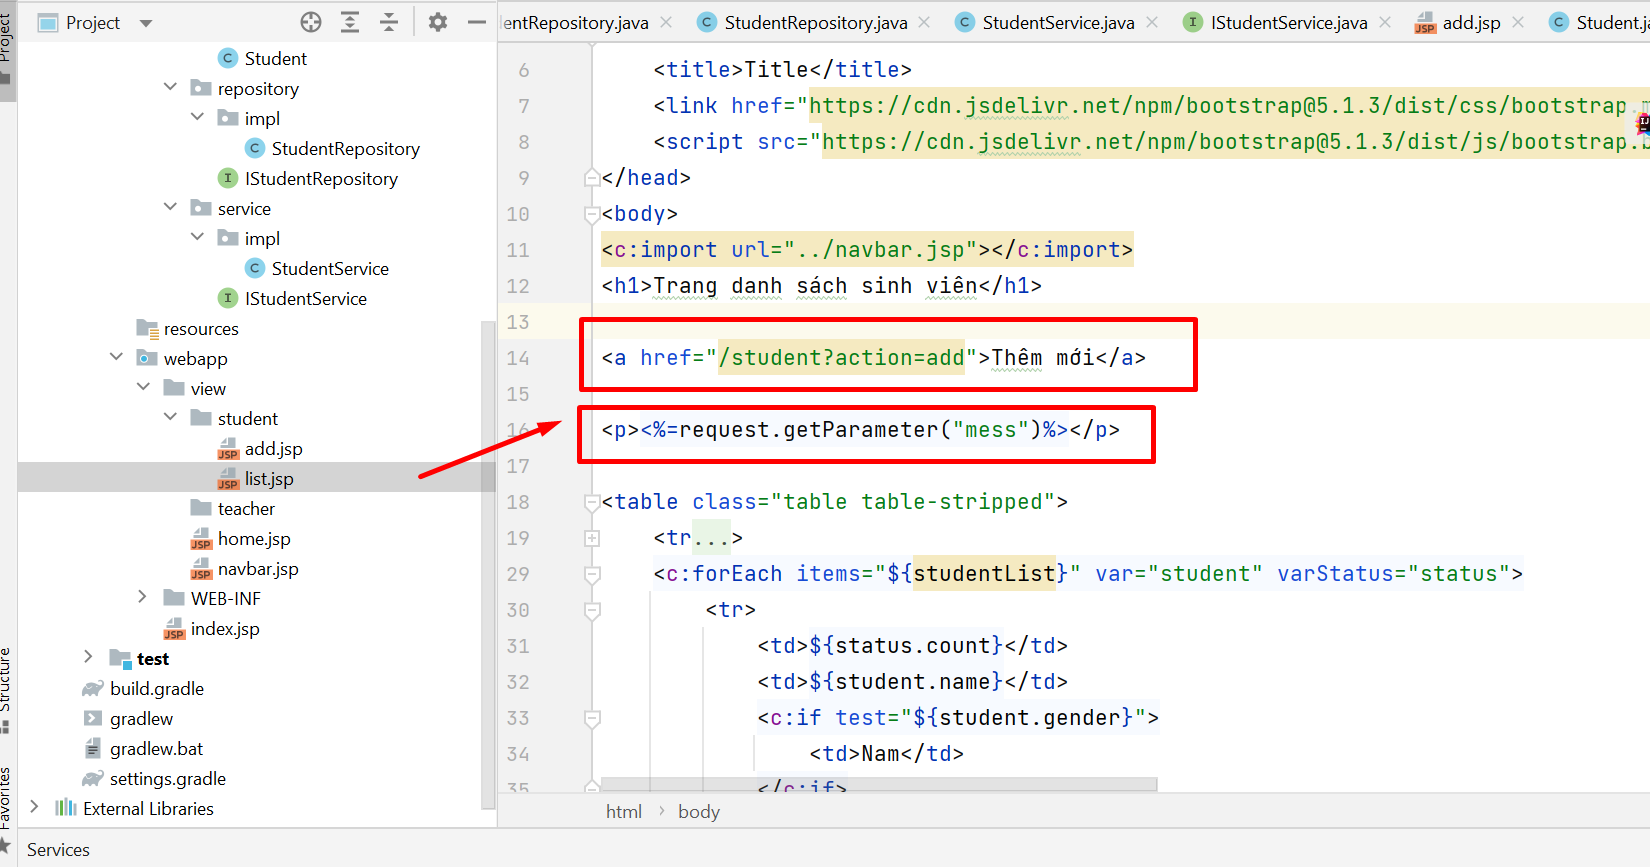 Project
Project
entRepository.java
StudentRepository.java
StudentService.java
IStudentService.java
add.jsp
Student.ja
Student
repository
impl
StudentRepository
IStudentRepository
service
impl
StudentService
IStudentService
resources
webapp
view
student
add.jsp
list.jsp
teacher
home.jsp
navbar.jsp
WEB-INF
index.jsp
test
build.gradle
gradlew
gradlew.bat
settings.gradle
External Libraries
Structure
Favorites
6 <title>Title</title>
7 <link href="https://cdn.jsdelivr.net/npm/bootstrap@5.1.3/dist/css/bootstrap.m
8 <script src="https://cdn.jsdelivr.net/npm/bootstrap@5.1.3/dist/js/bootstrap.b
9 </head>
10 <body>
11 <c:import url="../navbar.jsp"></c:import>
12 <h1>Trang danh sách sinh viên</h1>
13
14 <a href="/student?action=add">Thêm mới</a>
15
16 <p><%=request.getParameter("mess")%></p>
17
18 <table class="table table-stripped">
19 <tr...>
29 <c:forEach items="${studentList}" var="student" varStatus="status">
30 <tr>
31 <td>${status.count}</td>
32 <td>${student.name}</td>
33 <c:if test="${student.gender}">
34 <td>Nam</td>
35 </c:if>
html > body
Services